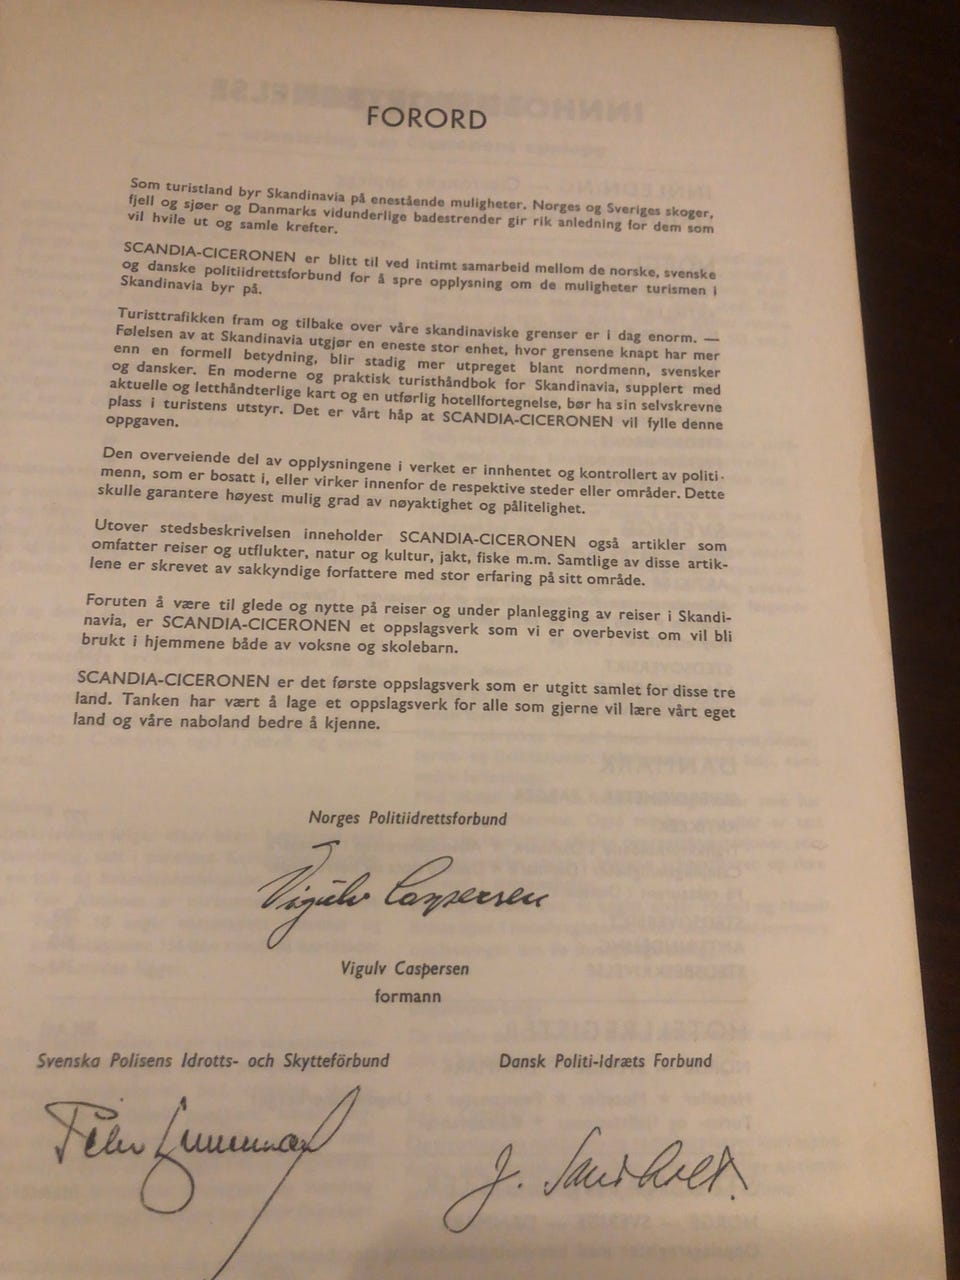 FORORD
Som turistland byr Skandinavia på enestående muligheter. Norges og Sveriges skoger,
fjell og sjøer og Danmarks vidunderlige badestrender gir rik anledning for dem som
vil hvile ut og samle krefter.
SCANDIA-CICERONEN er blitt til ved intimt samarbeid mellom de norske, svenske
og danske politiidrettsforbund for å spre opplysning om de muligheter turismen i
Skandinavia byr på.
Turisttrafikken fram og tilbake over våre skandinaviske grenser er i dag enorm. —
Følelsen av at Skandinavia utgjør en eneste stor enhet, hvor grensene knapt har mer
enn en formell betydning, blir stadig mer utpreget blant nordmenn, svensker
og dansker. En moderne og praktisk turisthåndbok for Skandinavia, supplert med
aktuelle og letthåndterlige kart og en utførlig hotellfortegnelse, bør ha sin selvskrevne
plass i turistens utstyr. Det er vårt håp at SCANDIA-CICERONEN vil fylle denne
oppgaven.
Den overveiende del av opplysningene i verket er innhentet og kontrollert av politi-
menn, som er bosatt i, eller virker innenfor de respektive steder eller områder. Dette
skulle garantere høyest mulig grad av nøyaktighet og pålitelighet.
Utover stedsbeskrivelsen inneholder SCANDIA-CICERONEN også artikler som
omfatter reiser og utflukter, natur og kultur, jakt, fiske m.m. Samtlige av disse artik-
lene er skrevet av sakkyndige forfattere med stor erfaring på sitt område.
Foruten å være til glede og nytte på reiser og under planlegging av reiser i Skandi-
navia, er SCANDIA-CICERONEN et oppslagsverk som vi er overbevist om vil bli
brukt i hjemmene både av voksne og skolebarn.
SCANDIA-CICERONEN er det første oppslagsverk som er utgitt samlet for disse tre
land. Tanken har vært å lage et oppslagsverk for alle som gjerne vil lære vårt eget
land og våre naboland bedre å kjenne.
Norges Politiidrettsforbund
Vigulv Caspersen
Vigulv Caspersen
formann
Svenska Polisens Idrotts- och Skytteförbund
Dansk Politi-Idræts Forbund
J. Sandholt.